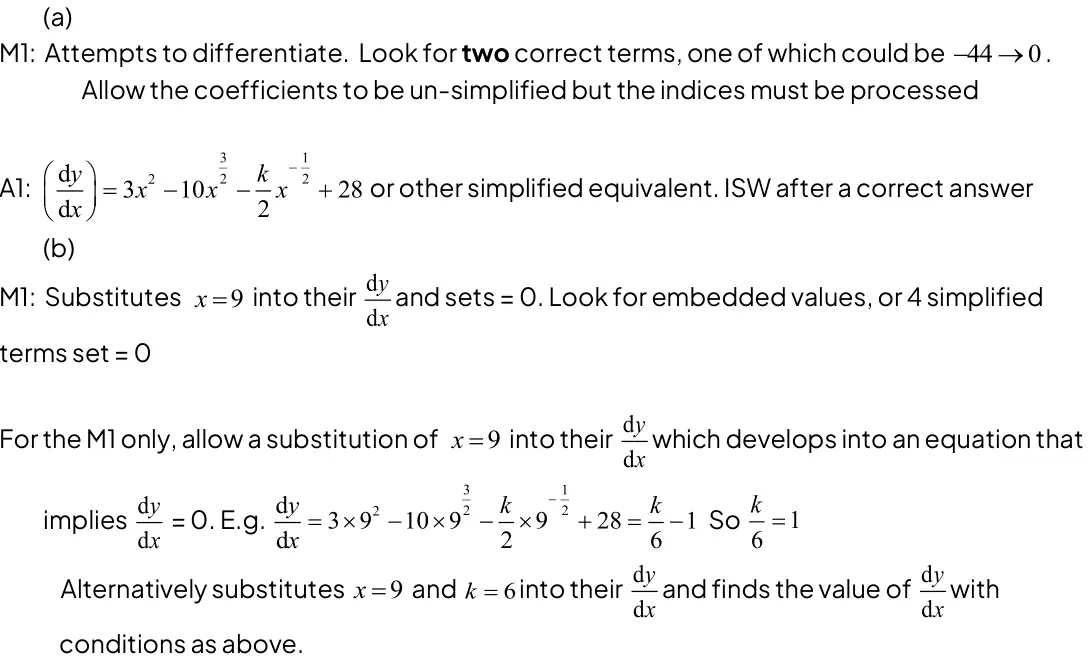 (a)
M1: Attempts to differentiate. Look for two correct terms, one of which could be −44 → 0.
Allow the coefficients to be un-simplified but the indices must be processed
A1: (dy/dx) = 3x² − 10x^(3/2) − k/2 x^(−1/2) + 28 or other simplified equivalent. ISW after a correct answer
(b)
M1: Substitutes x = 9 into their dy/dx and sets = 0. Look for embedded values, or 4 simplified
terms set = 0
For the M1 only, allow a substitution of x = 9 into their dy/dx which develops into an equation that
implies dy/dx = 0. E.g. dy/dx = 3×9² − 10×9^(3/2) − k/2 × 9^(−1/2) + 28 = k/6 − 1 So k/6 = 1
Alternatively substitutes x = 9 and k = 6 into their dy/dx and finds the value of dy/dx with
conditions as above.